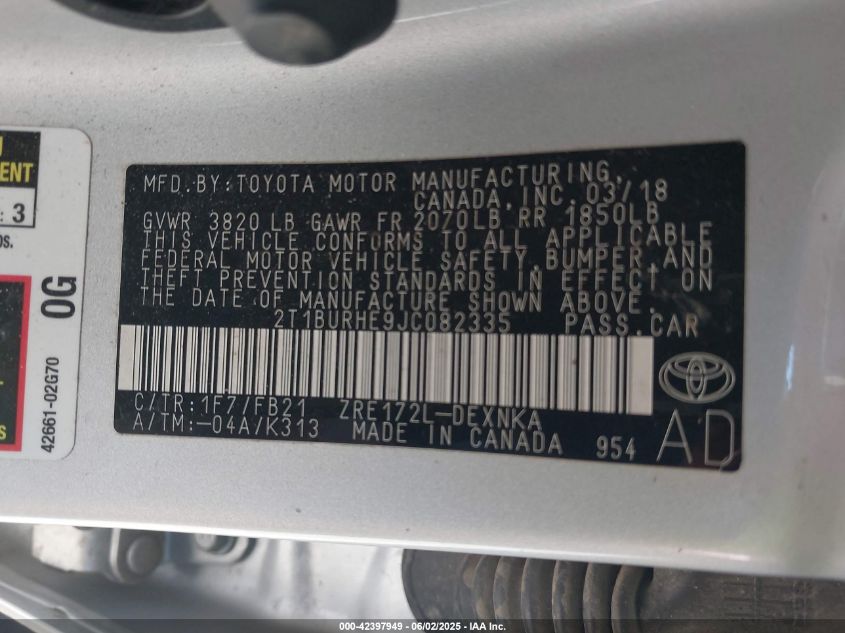 MFD.BY:TOYOTA MOTOR MANUFACTURING,
CANADA,INC.03/18
GVWR 3820 LB GAWR FR 2070LB RR 1850LB
THIS VEHICLE CONFORMS TO ALL APPLICABLE
FEDERAL MOTOR VEHICLE SAFETY,BUMPER,AND
THEFT PREVENTION STANDARDS IN EFFECT ON
THE DATE OF MANUFACTURE SHOWN ABOVE.
2T1BURHE9JC082335 PASS.CAR
C/TR:1F7/FB21 ZRE172L-DEXNKA
A/TM:-04A/K313 MADE IN CANADA 954
AD
ENT
: 3
0G
42661-02G70
000-42397949 - 06/02/2025 - IAA Inc.